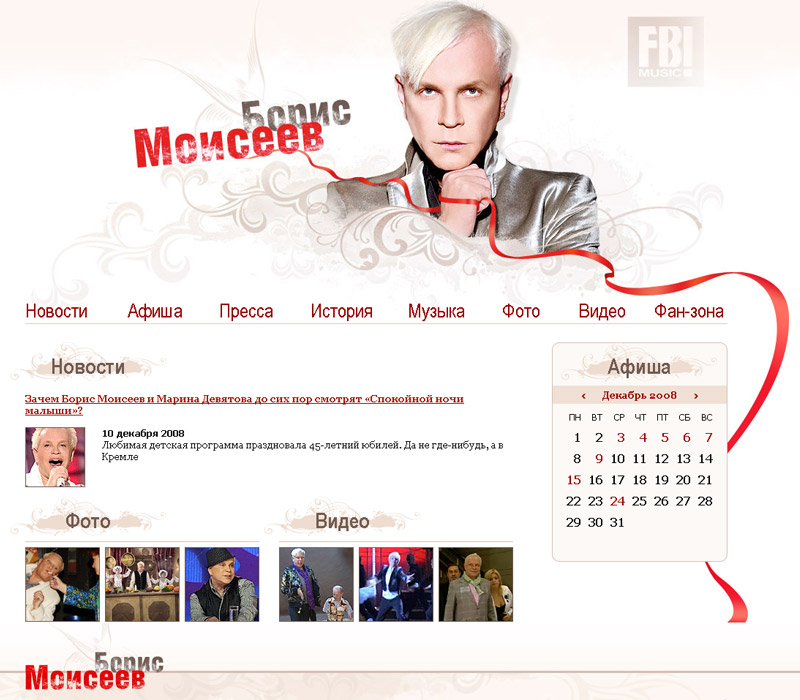 FBI
MUSIC
Борис
Моисеев
Новости Афиша Пресса История Музыка Фото Видео Фан-зона
Новости
Зачем Борис Моисеев и Марина Девятова до сих пор смотрят «Спокойной ночи
малыши»?
10 декабря 2008
Любимая детская программа праздновала 45-летний юбилей. Да не где-нибудь, а в
Кремле
Афиша
‹ Декабрь 2008 ›
ПН ВТ СР ЧТ ПТ СБ ВС
1 2 3 4 5 6 7
8 9 10 11 12 13 14
15 16 17 18 19 20 21
22 23 24 25 26 27 28
29 30 31
Фото
Видео
Борис
Моисеев